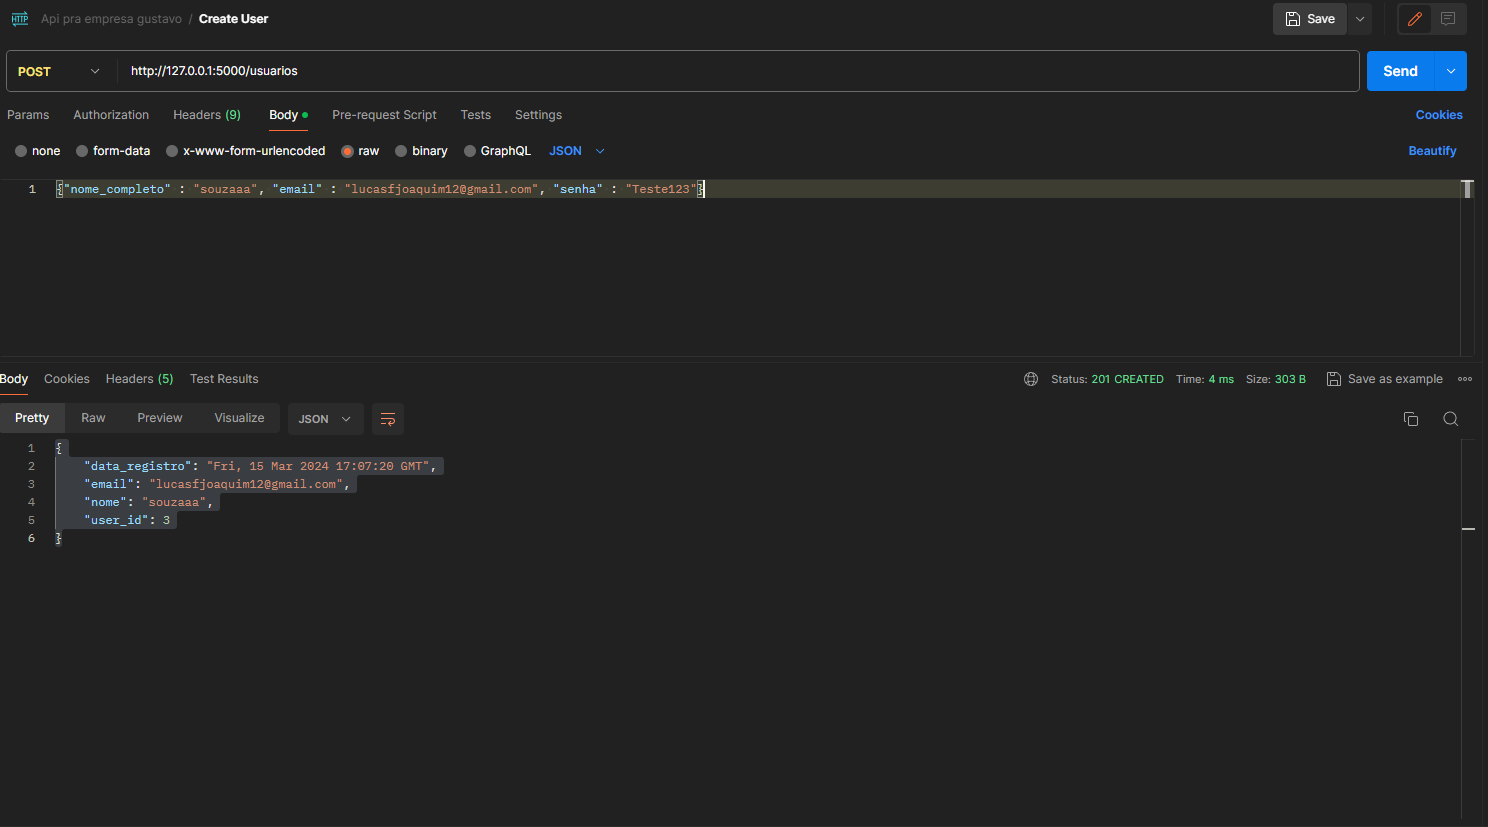 HTTP Api pra empresa gustavo / Create User Save
POST http://127.0.0.1:5000/usuarios Send
Params Authorization Headers (9) Body Pre-request Script Tests Settings Cookies
none form-data x-www-form-urlencoded raw binary GraphQL JSON Beautify
1 {"nome_completo" : "souzaaa", "email" : "lucasfjoaquim12@gmail.com", "senha" : "Teste123"}
Body Cookies Headers (5) Test Results Status: 201 CREATED Time: 4 ms Size: 303 B Save as example
Pretty Raw Preview Visualize JSON
1 {
2 "data_registro": "Fri, 15 Mar 2024 17:07:20 GMT",
3 "email": "lucasfjoaquim12@gmail.com",
4 "nome": "souzaaa",
5 "user_id": 3
6 }